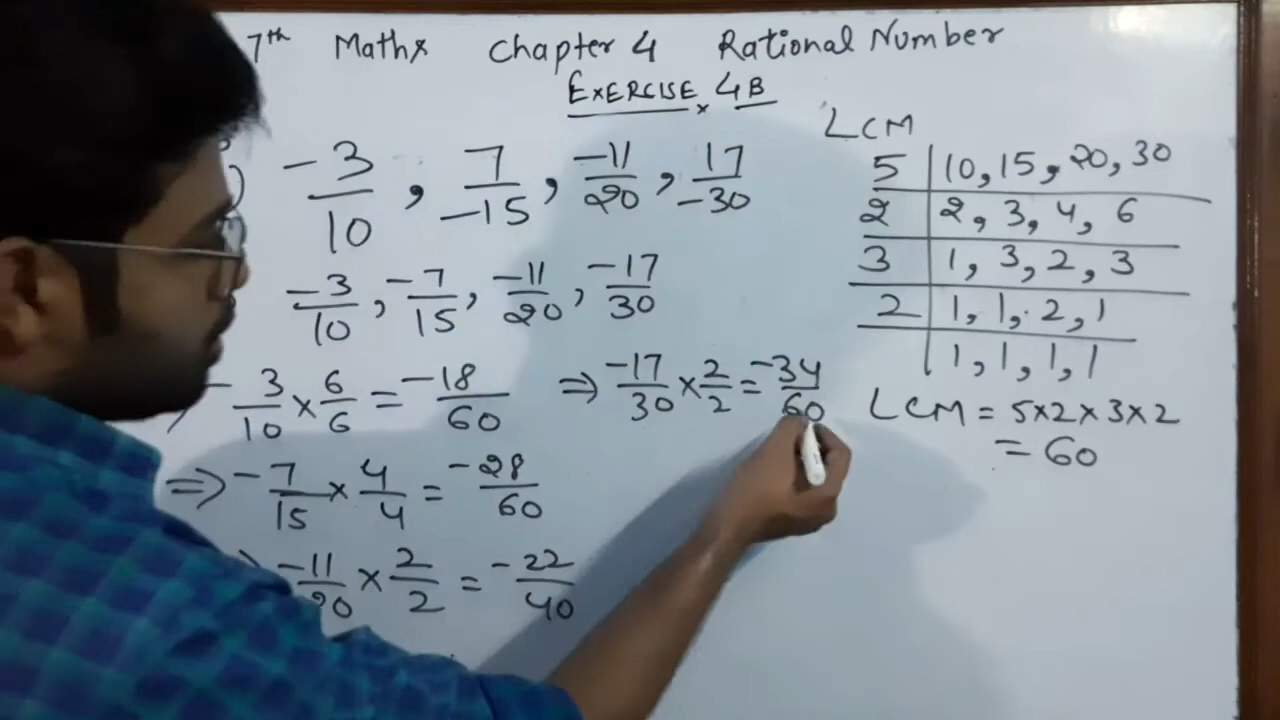 7th Maths Chapter 4 Rational Number
EXERCISE 4B
) -3/10, 7/-15, -11/20, 17/-30
-3/10, -7/15, -11/20, -17/30
-3/10 × 6/6 = -18/60
⇒ -7/15 × 4/4 = -28/60
-11/20 × 2/2 = -22/40
⇒ -17/30 × 2/2 = -34/60
LCM
5 | 10, 15, 20, 30
2 | 2, 3, 4, 6
3 | 1, 3, 2, 3
2 | 1, 1, 2, 1
| 1, 1, 1, 1
LCM = 5×2×3×2
= 60